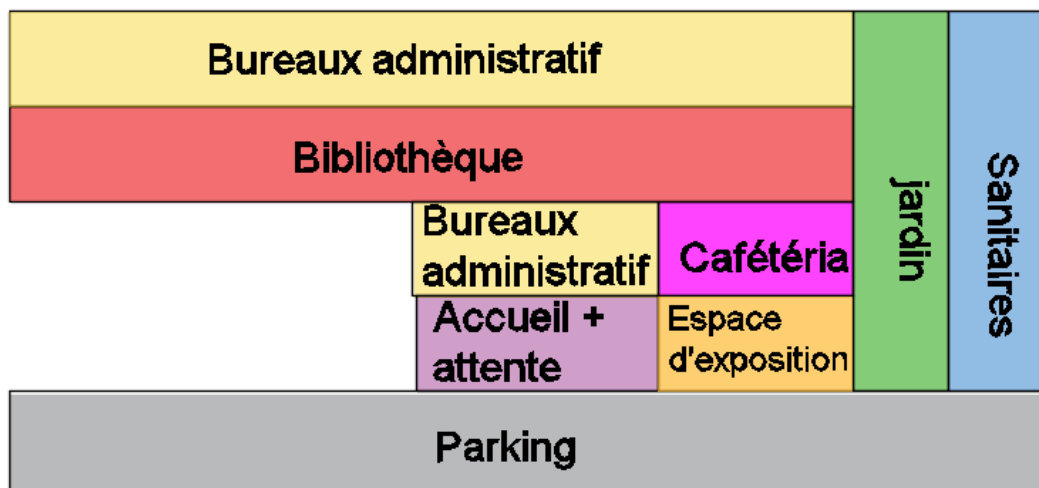 Bureaux administratif
Bibliothèque
Bureaux
administratif
Cafétéria
Accueil +
attente
Espace
d'exposition
jardin
Sanitaires
Parking